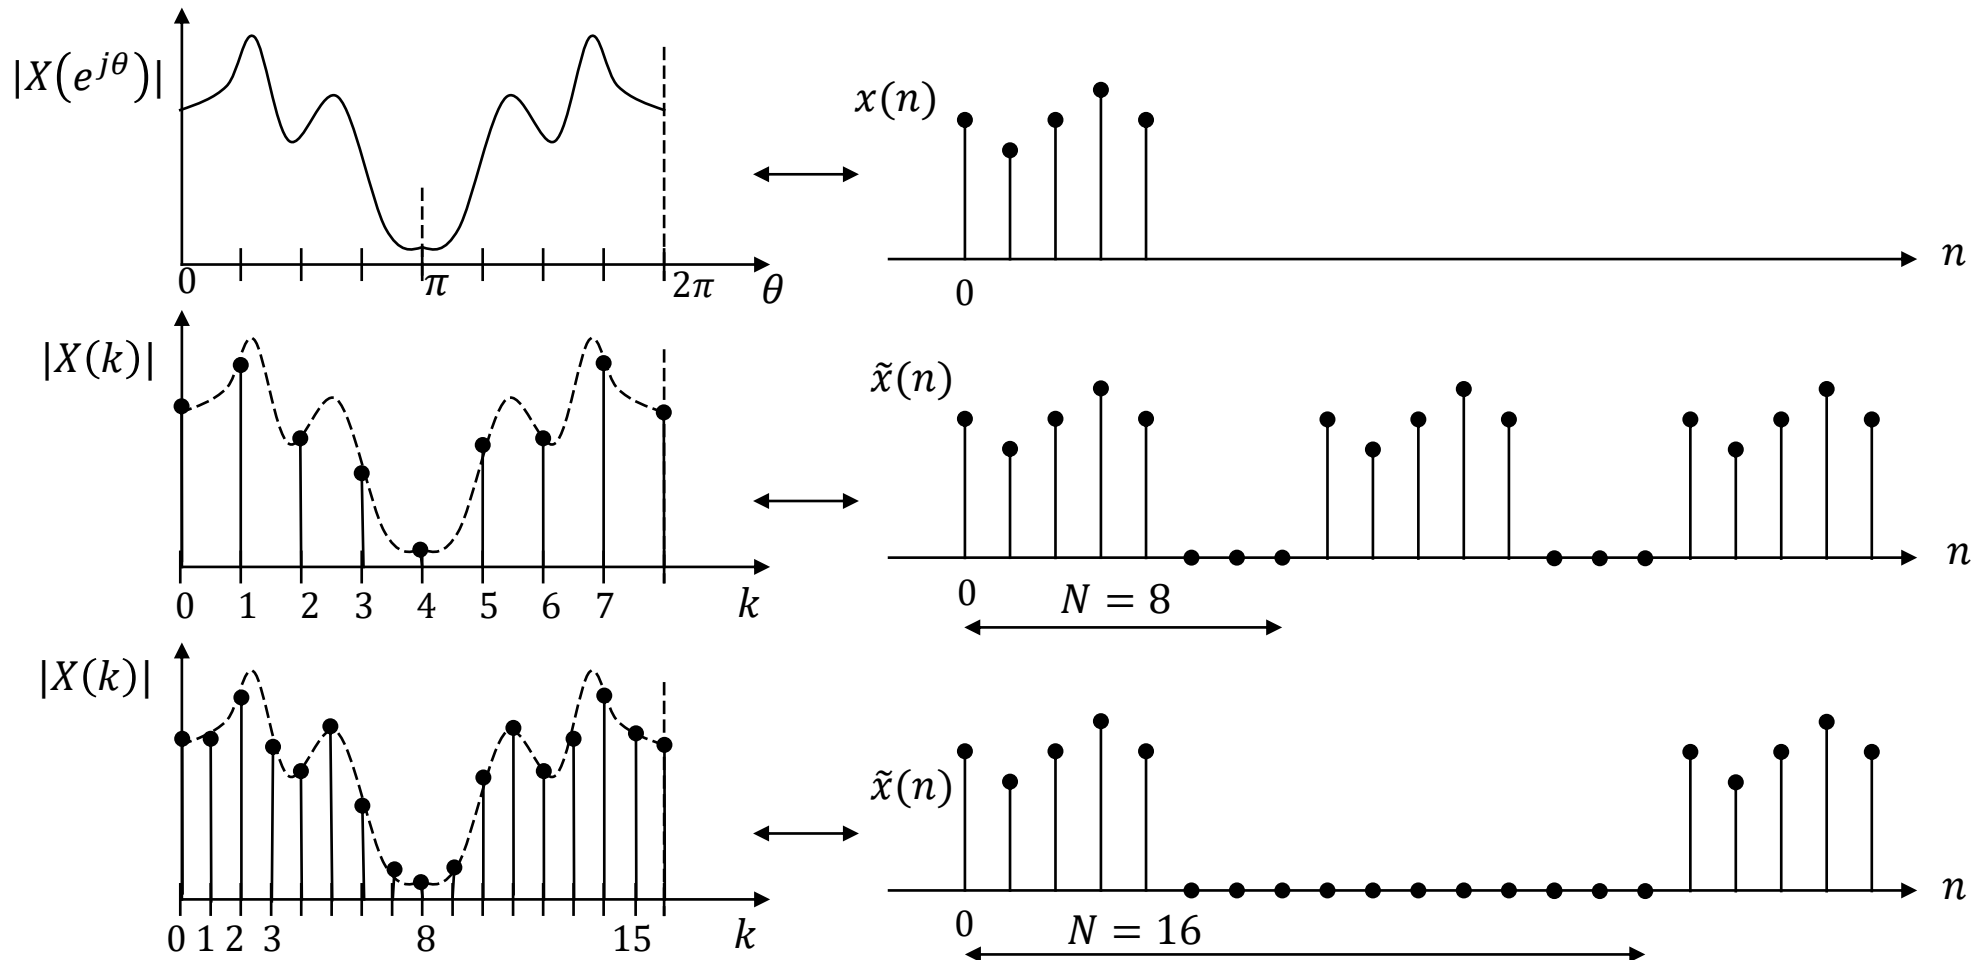 |X(e^{jθ})|
0
π
2π
θ
x(n)
0
n
|X(k)|
0 1 2 3 4 5 6 7 k
x̃(n)
0
N = 8
n
|X(k)|
0 1 2 3 8 15 k
x̃(n)
0
N = 16
n